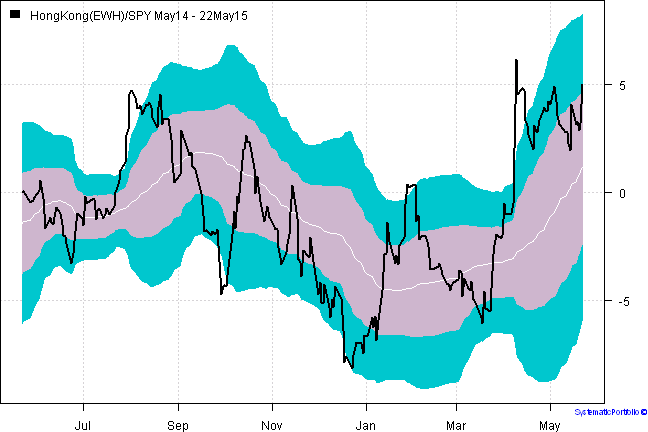 HongKong(EWH)/SPY May14 - 22May15
5
0
-5
Jul Sep Nov Jan Mar May
SystematicPortfolio ©